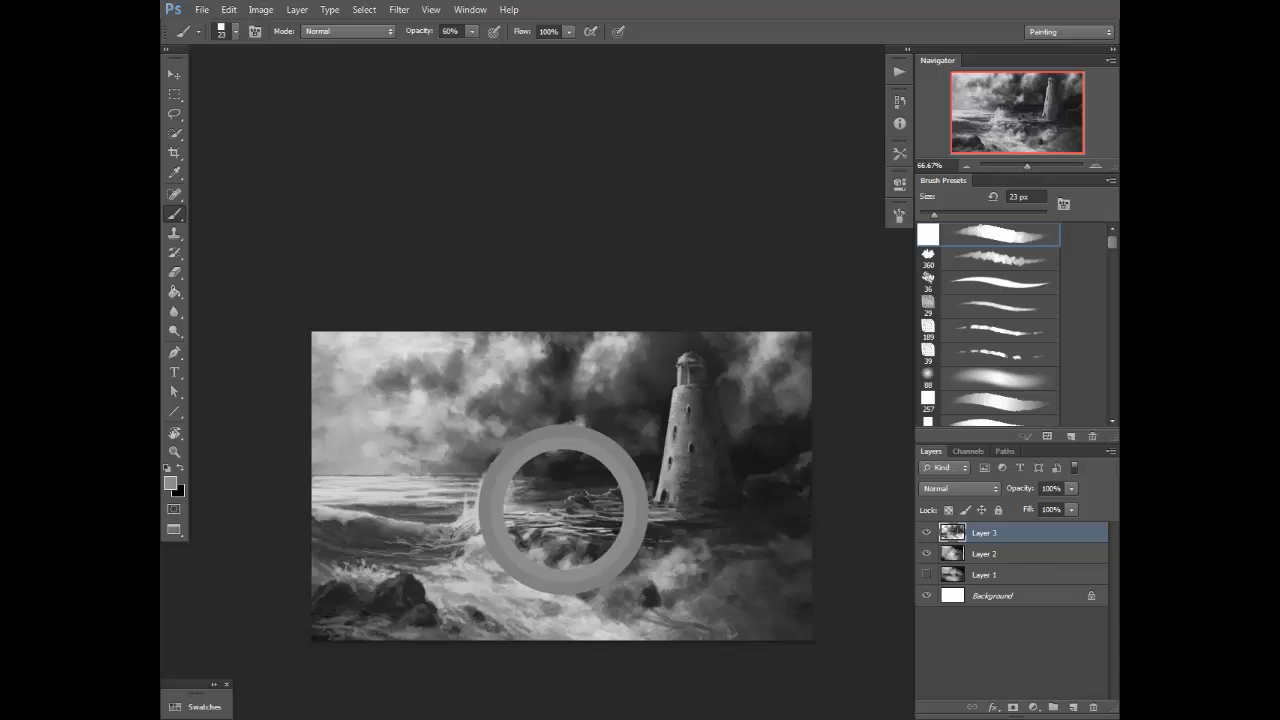 Ps File Edit Image Layer Type Select Filter View Window Help
23 Mode: Normal Opacity: 60% Flow: 100% Painting
Navigator
66.67%
Brush Presets
Size: 23 px
360
36
29
189
39
88
257
Layers Channels Paths
Kind
Normal Opacity: 100%
Lock: Fill: 100%
Layer 3
Layer 2
Layer 1
Background
Swatches